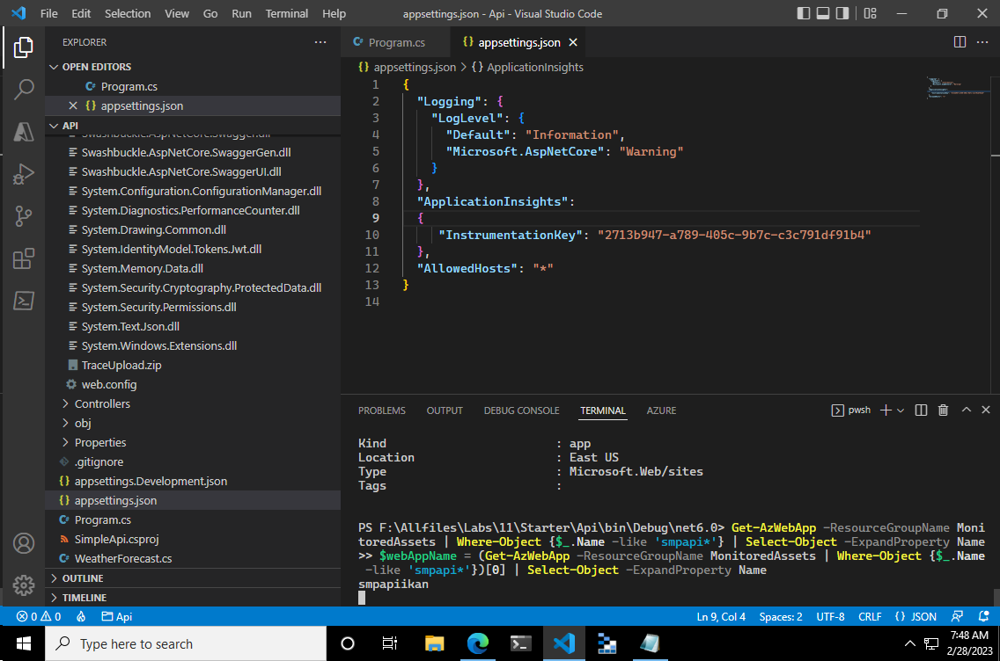 File Edit Selection View Go Run Terminal Help appsettings.json - Api - Visual Studio Code
EXPLORER
OPEN EDITORS
Program.cs
appsettings.json
API
Swashbuckle.AspNetCore.Swagger.dll
Swashbuckle.AspNetCore.SwaggerGen.dll
Swashbuckle.AspNetCore.SwaggerUI.dll
System.Configuration.ConfigurationManager.dll
System.Diagnostics.PerformanceCounter.dll
System.Drawing.Common.dll
System.IdentityModel.Tokens.Jwt.dll
System.Memory.Data.dll
System.Security.Cryptography.ProtectedData.dll
System.Security.Permissions.dll
System.Text.Json.dll
System.Windows.Extensions.dll
TraceUpload.zip
web.config
Controllers
obj
Properties
.gitignore
appsettings.Development.json
appsettings.json
Program.cs
SimpleApi.csproj
WeatherForecast.cs
OUTLINE
TIMELINE
Program.cs appsettings.json
{} appsettings.json > {} ApplicationInsights
1 {
2 "Logging": {
3 "LogLevel": {
4 "Default": "Information",
5 "Microsoft.AspNetCore": "Warning"
6 }
7 },
8 "ApplicationInsights":
9 {
10 "InstrumentationKey": "2713b947-a789-405c-9b7c-c3c791df91b4"
11 },
12 "AllowedHosts": "*"
13 }
14
PROBLEMS OUTPUT DEBUG CONSOLE TERMINAL AZURE pwsh
Kind : app
Location : East US
Type : Microsoft.Web/sites
Tags :
PS F:\Allfiles\Labs\11\Starter\Api\bin\Debug\net6.0> Get-AzWebApp -ResourceGroupName Moni
toredAssets | Where-Object {$_.Name -like 'smpapi*'} | Select-Object -ExpandProperty Name
>> $webAppName = (Get-AzWebApp -ResourceGroupName MonitoredAssets | Where-Object {$_.Name
-like 'smpapi*'})[0] | Select-Object -ExpandProperty Name
smpapiikan
0 0 Api Ln 9, Col 4 Spaces: 2 UTF-8 CRLF {} JSON
Type here to search
7:48 AM
2/28/2023